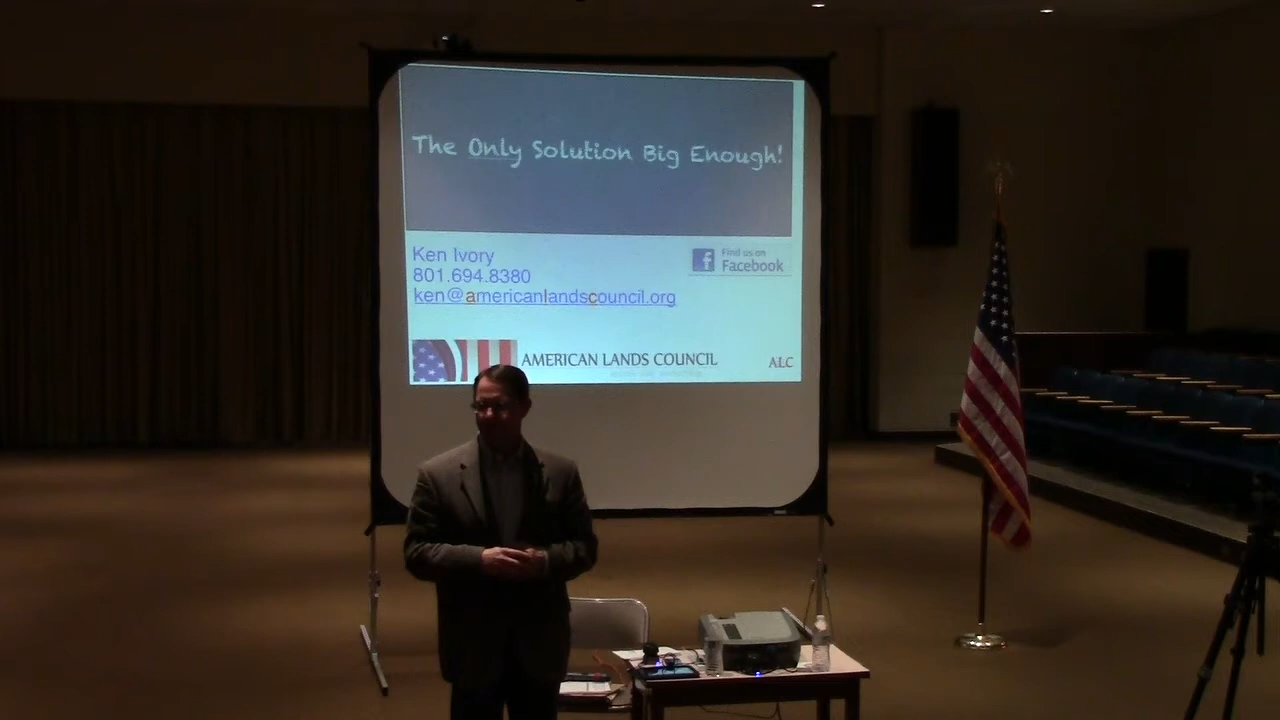 The Only Solution Big Enough!
Ken Ivory
801.694.8380
ken@americanlandscouncil.org
Find us on
Facebook
AMERICAN LANDS COUNCIL
ALC